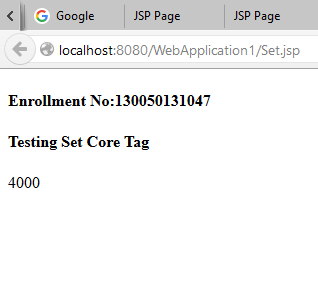 Google JSP Page JSP Page
localhost:8080/WebApplication1/Set.jsp
Enrollment No:130050131047
Testing Set Core Tag
4000